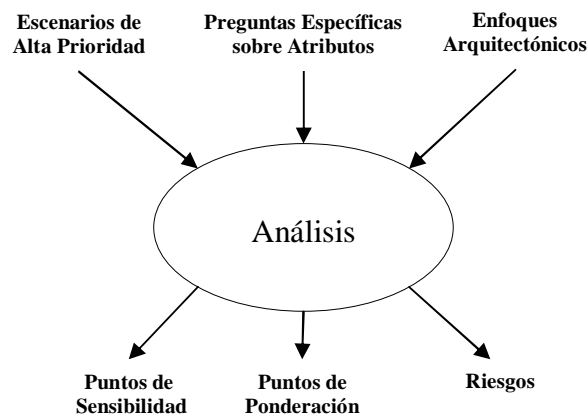 Escenarios de
Alta Prioridad
Preguntas Específicas
sobre Atributos
Enfoques
Arquitectónicos
Análisis
Puntos de
Sensibilidad
Puntos de
Ponderación
Riesgos